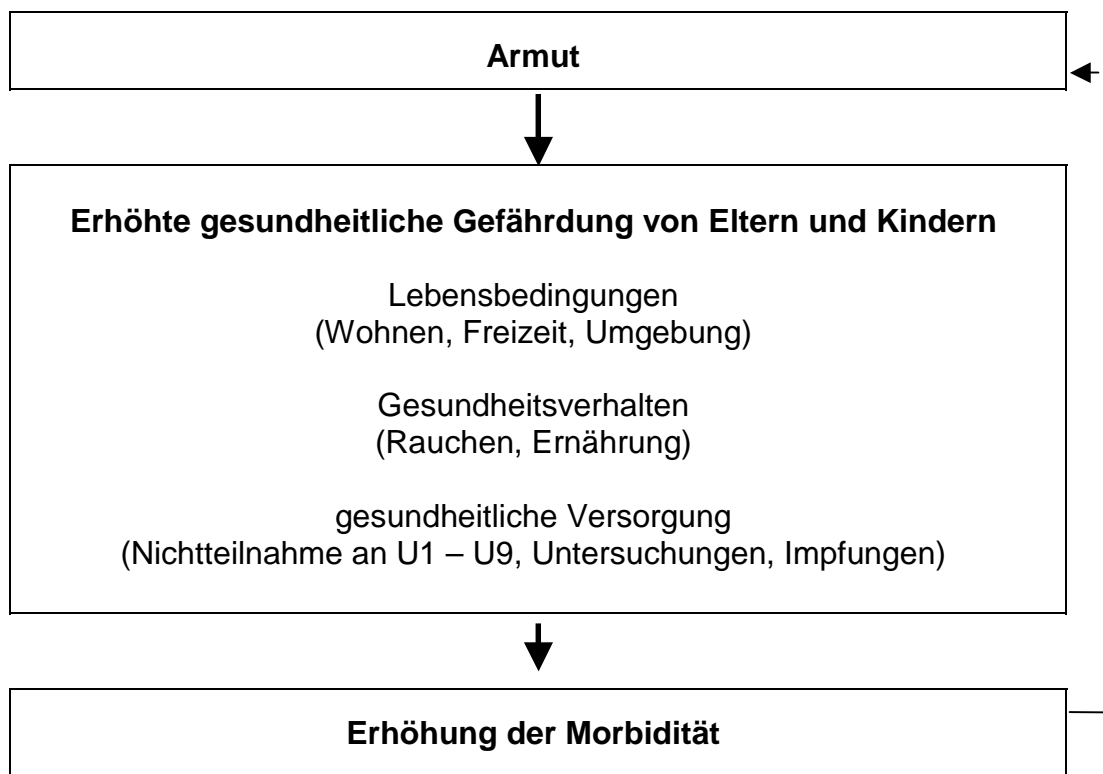 Armut
Erhöhte gesundheitliche Gefährdung von Eltern und Kindern
Lebensbedingungen
(Wohnen, Freizeit, Umgebung)
Gesundheitsverhalten
(Rauchen, Ernährung)
gesundheitliche Versorgung
(Nichtteilnahme an U1 – U9, Untersuchungen, Impfungen)
Erhöhung der Morbidität